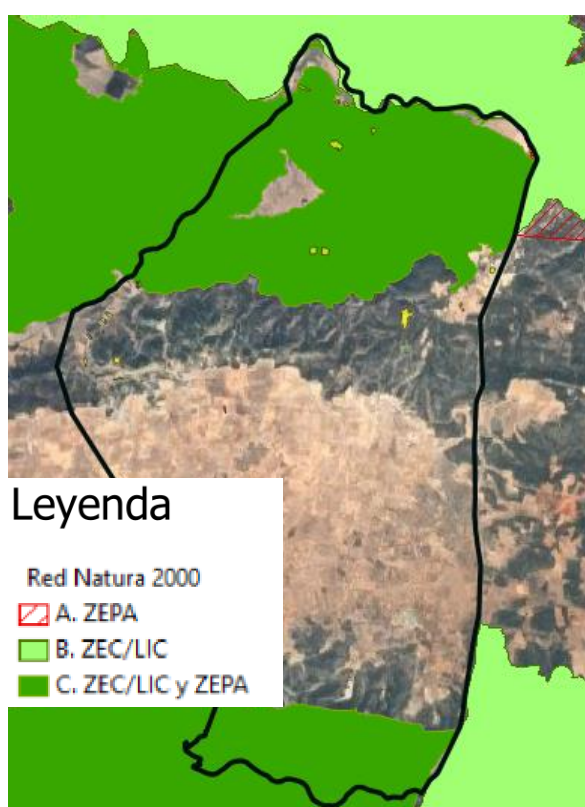 Leyenda
Red Natura 2000
A. ZEPA
B. ZEC/LIC
C. ZEC/LIC y ZEPA